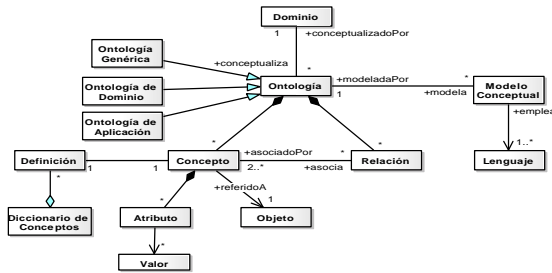 Dominio
1
+conceptualizadoPor
Ontología
Genérica
+conceptualiza
*
Ontología de
Dominio
Ontología
+modeladaPor
1
*
+modela
Modelo
Conceptual
+emplea
Ontología de
Aplicación
1..*
*
*
Definición
1
1
Concepto
+asociadoPor
2..*
*
+asocia
Relación
Lenguaje
*
*
+referidoA
1
Diccionario de
Conceptos
Atributo
Objeto
*
Valor